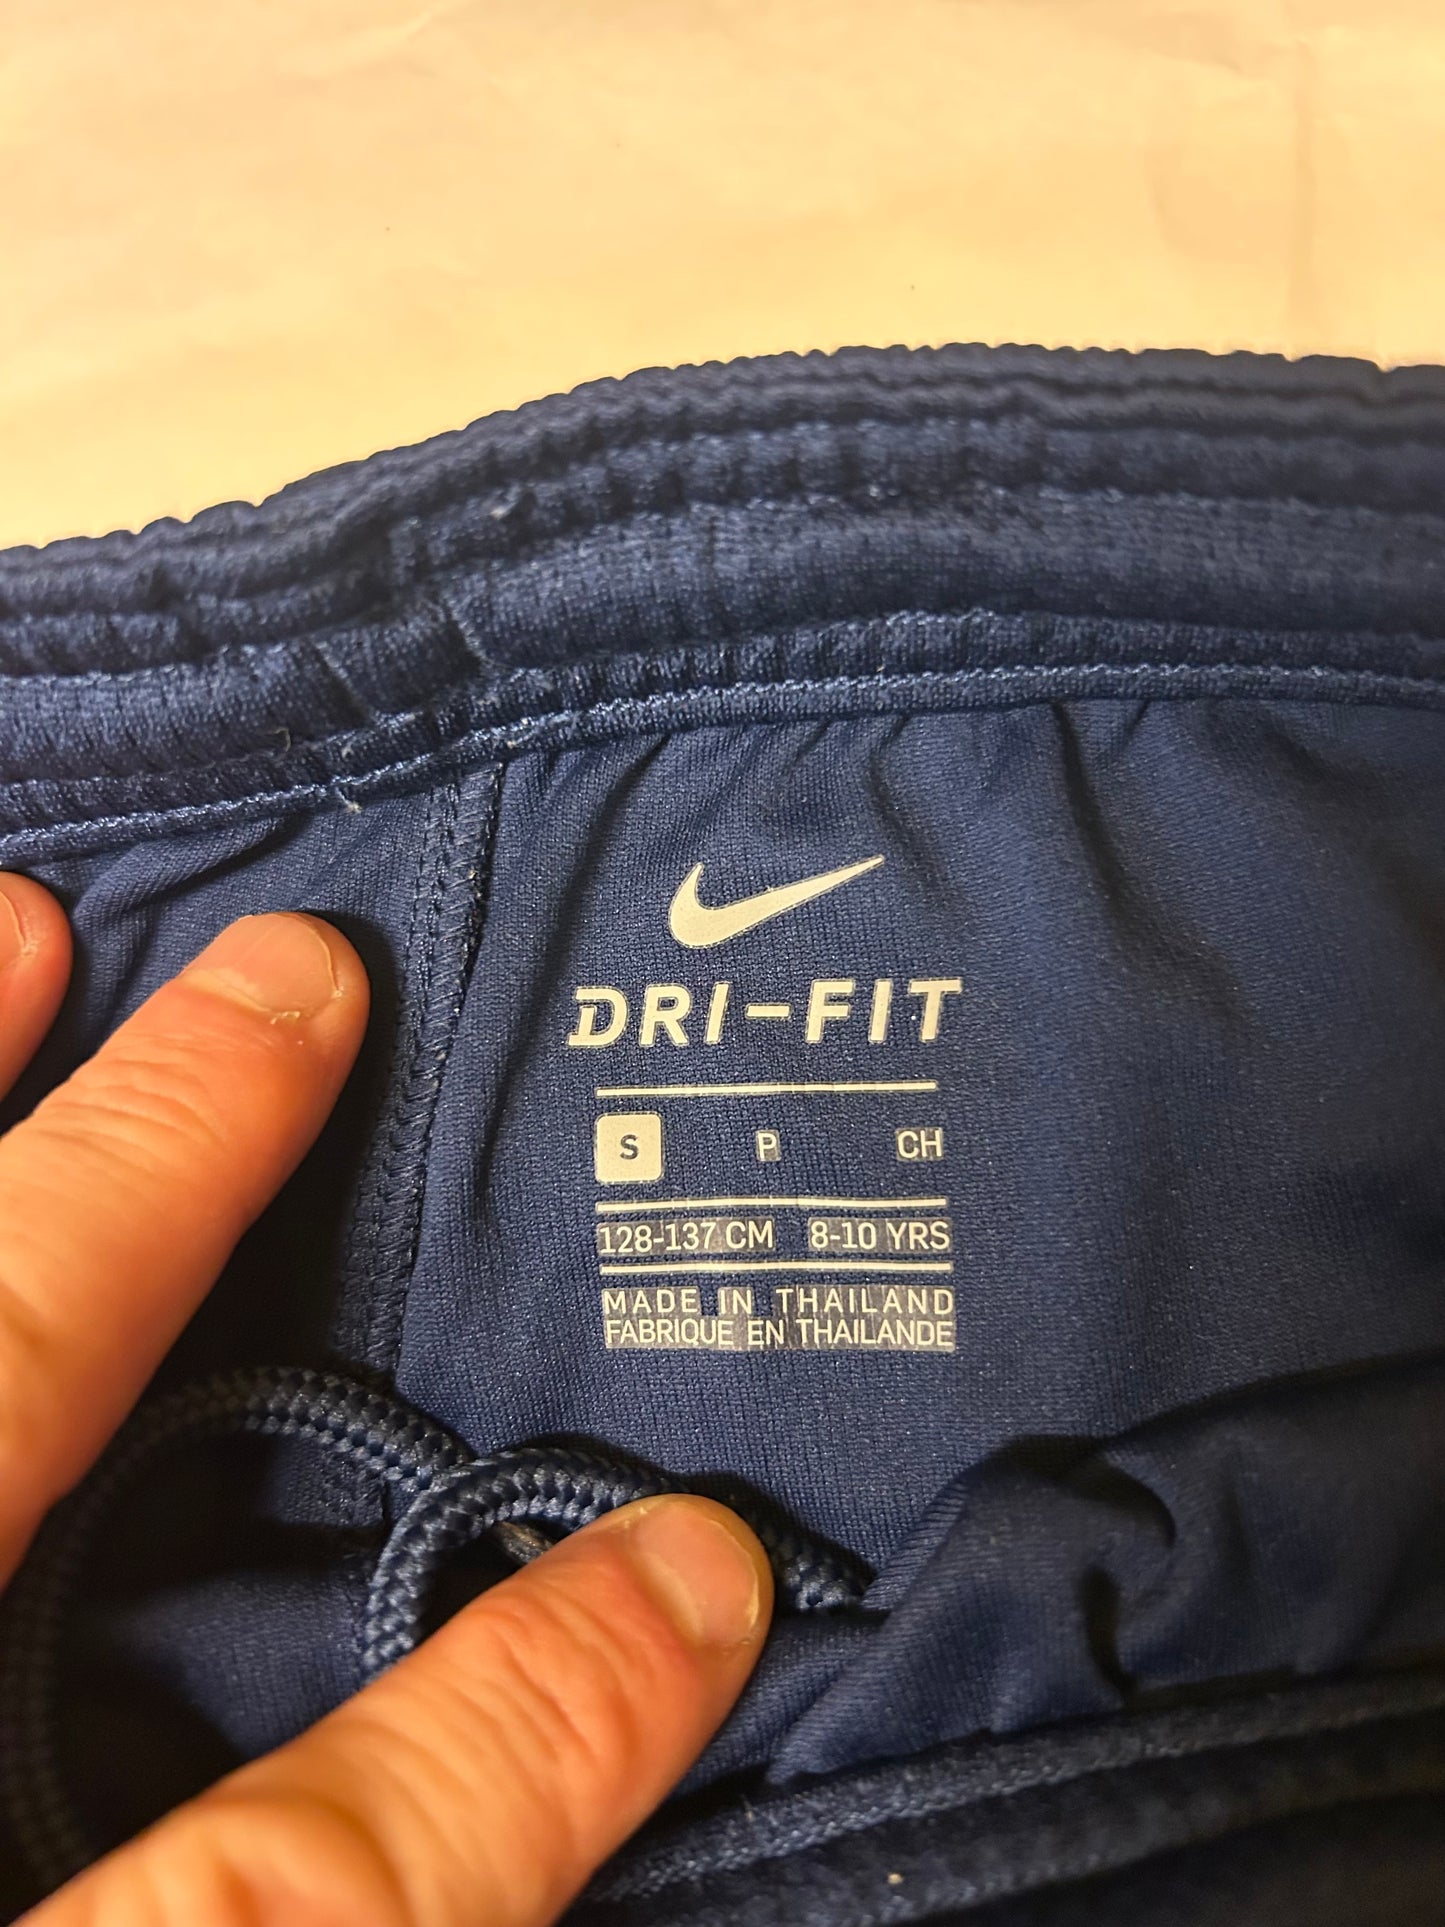 DRI-FIT
S P CH
128-137 CM 8-10 YRS
MADE IN THAILAND
FABRIQUE EN THAILANDE